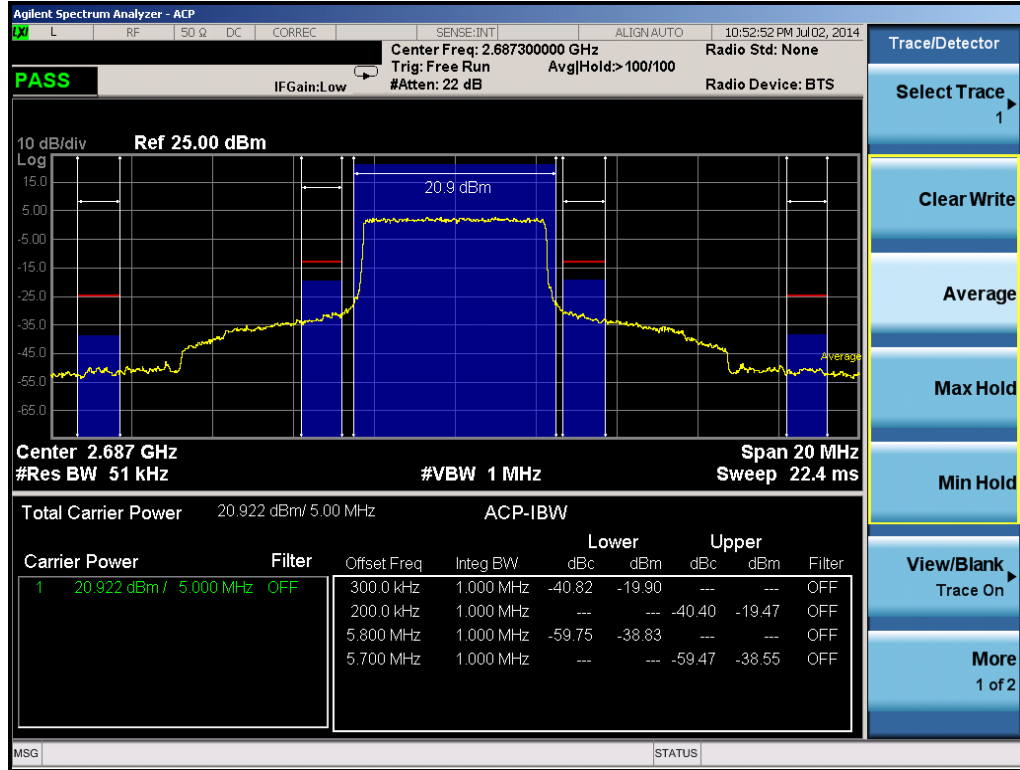 Agilent Spectrum Analyzer - ACP
LXI L RF 50 Ω DC CORREC SENSE:INT ALIGN AUTO 10:52:52 PM Jul 02, 2014
Center Freq: 2.687300000 GHz Radio Std: None
Trig: Free Run Avg|Hold:> 100/100
PASS IFGain:Low #Atten: 22 dB Radio Device: BTS
10 dB/div Ref 25.00 dBm
Log
15.0
20.9 dBm
5.00
-5.00
-15.0
-25.0
-35.0
-45.0
Average
-55.0
-65.0
Center 2.687 GHz Span 20 MHz
#Res BW 51 kHz #VBW 1 MHz Sweep 22.4 ms
Total Carrier Power 20.922 dBm/ 5.00 MHz ACP-IBW
Lower Upper
Carrier Power Filter Offset Freq Integ BW dBc dBm dBc dBm Filter
1 20.922 dBm / 5.000 MHz OFF 300.0 kHz 1.000 MHz -40.82 -19.90 --- --- OFF
200.0 kHz 1.000 MHz --- --- -40.40 -19.47 OFF
5.800 MHz 1.000 MHz -59.75 -38.83 --- --- OFF
5.700 MHz 1.000 MHz --- --- -59.47 -38.55 OFF
MSG STATUS
Trace/Detector
Select Trace
1
Clear Write
Average
Max Hold
Min Hold
View/Blank
Trace On
More
1 of 2